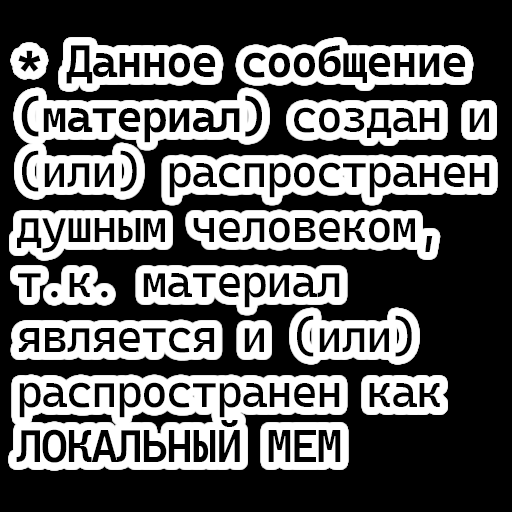 * Данное сообщение
(материал) создан и
(или) распространен
душным человеком,
т.к. материал
является и (или)
распространен как
ЛОКАЛЬНЫЙ МЕМ